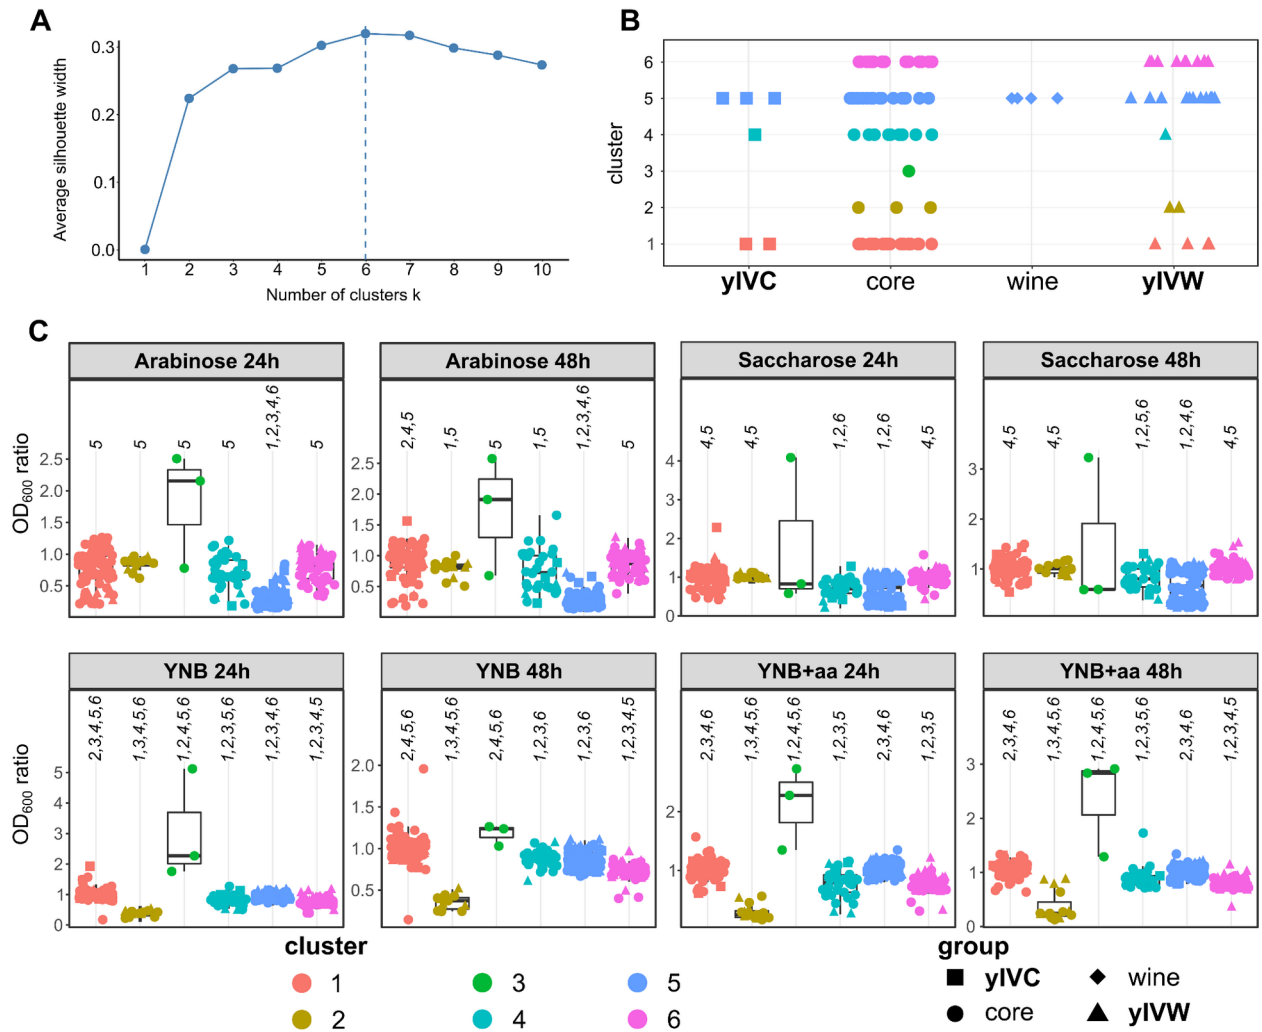 A
Average silhouette width
0.3
0.2
0.1
0.0
1 2 3 4 5 6 7 8 9 10
Number of clusters k
B
cluster
6
5
4
3
2
1
yIVC core wine yIVW
C
Arabinose 24h
OD600 ratio
5 5 5 5 1,2,3,4,6 5
2.5
2.0
1.5
1.0
0.5
Arabinose 48h
2,4,5 1,5 5 1,5 1,2,3,4,6 5
2.5
2.0
1.5
1.0
0.5
Saccharose 24h
4,5 4,5 1,2,6 1,2,6 4,5
4
3
2
1
0
Saccharose 48h
4,5 4,5 1,2,5,6 1,2,4,6 4,5
3
2
1
YNB 24h
OD600 ratio
2,3,4,5,6 1,3,4,5,6 1,2,4,5,6 1,2,3,5,6 1,2,3,4,6 1,2,3,4,5
5
4
3
2
1
0
YNB 48h
2,4,5,6 1,3,4,5,6 2,4,5,6 1,2,3,6 1,2,3,6 1,2,3,4,5
2.0
1.5
1.0
0.5
YNB+aa 24h
2,3,4,6 1,3,4,5,6 1,2,4,5,6 1,2,3,5 2,3,4,6 1,2,3,5
2
1
YNB+aa 48h
2,3,4,6 1,3,4,5,6 1,2,4,5,6 1,2,3,5,6 2,3,4,6 1,2,3,4,5
3
2
1
0
cluster
1 3 5
2 4 6
group
yIVC wine
core yIVW